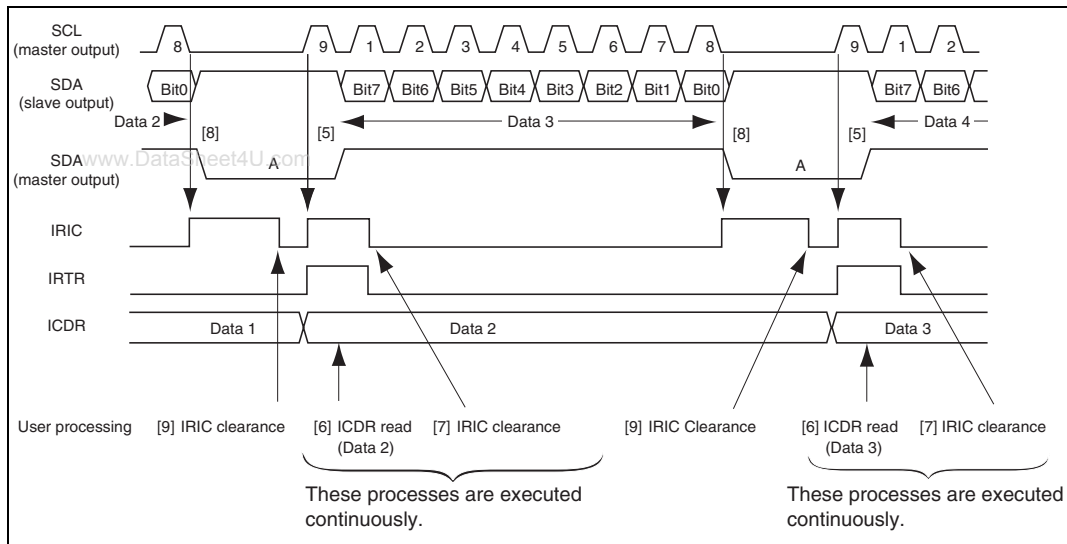 SCL
(master output)
8 9 1 2 3 4 5 6 7 8 9 1 2
SDA
(slave output)
Bit0 Bit7 Bit6 Bit5 Bit4 Bit3 Bit2 Bit1 Bit0 Bit7 Bit6
Data 2 [8] [5] Data 3 [8] [5] Data 4
www.DataSheet4U.com
SDA
(master output)
A A
IRIC
IRTR
ICDR
Data 1 Data 2 Data 3
User processing [9] IRIC clearance [6] ICDR read
(Data 2) [7] IRIC clearance [9] IRIC Clearance [6] ICDR read
(Data 3) [7] IRIC clearance
These processes are executed
continuously.
These processes are executed
continuously.